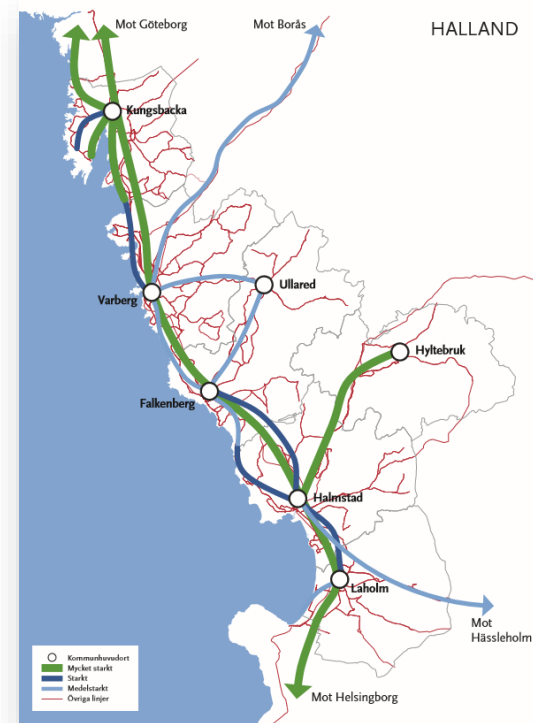 HALLAND
Mot Göteborg
Mot Borås
Kungsbacka
Varberg
Ullared
Hyltebruk
Falkenberg
Halmstad
Laholm
Mot
Hässleholm
Mot Helsingborg
Kommunhuvudort
Mycket starkt
Starkt
Medelstarkt
Övriga linjer